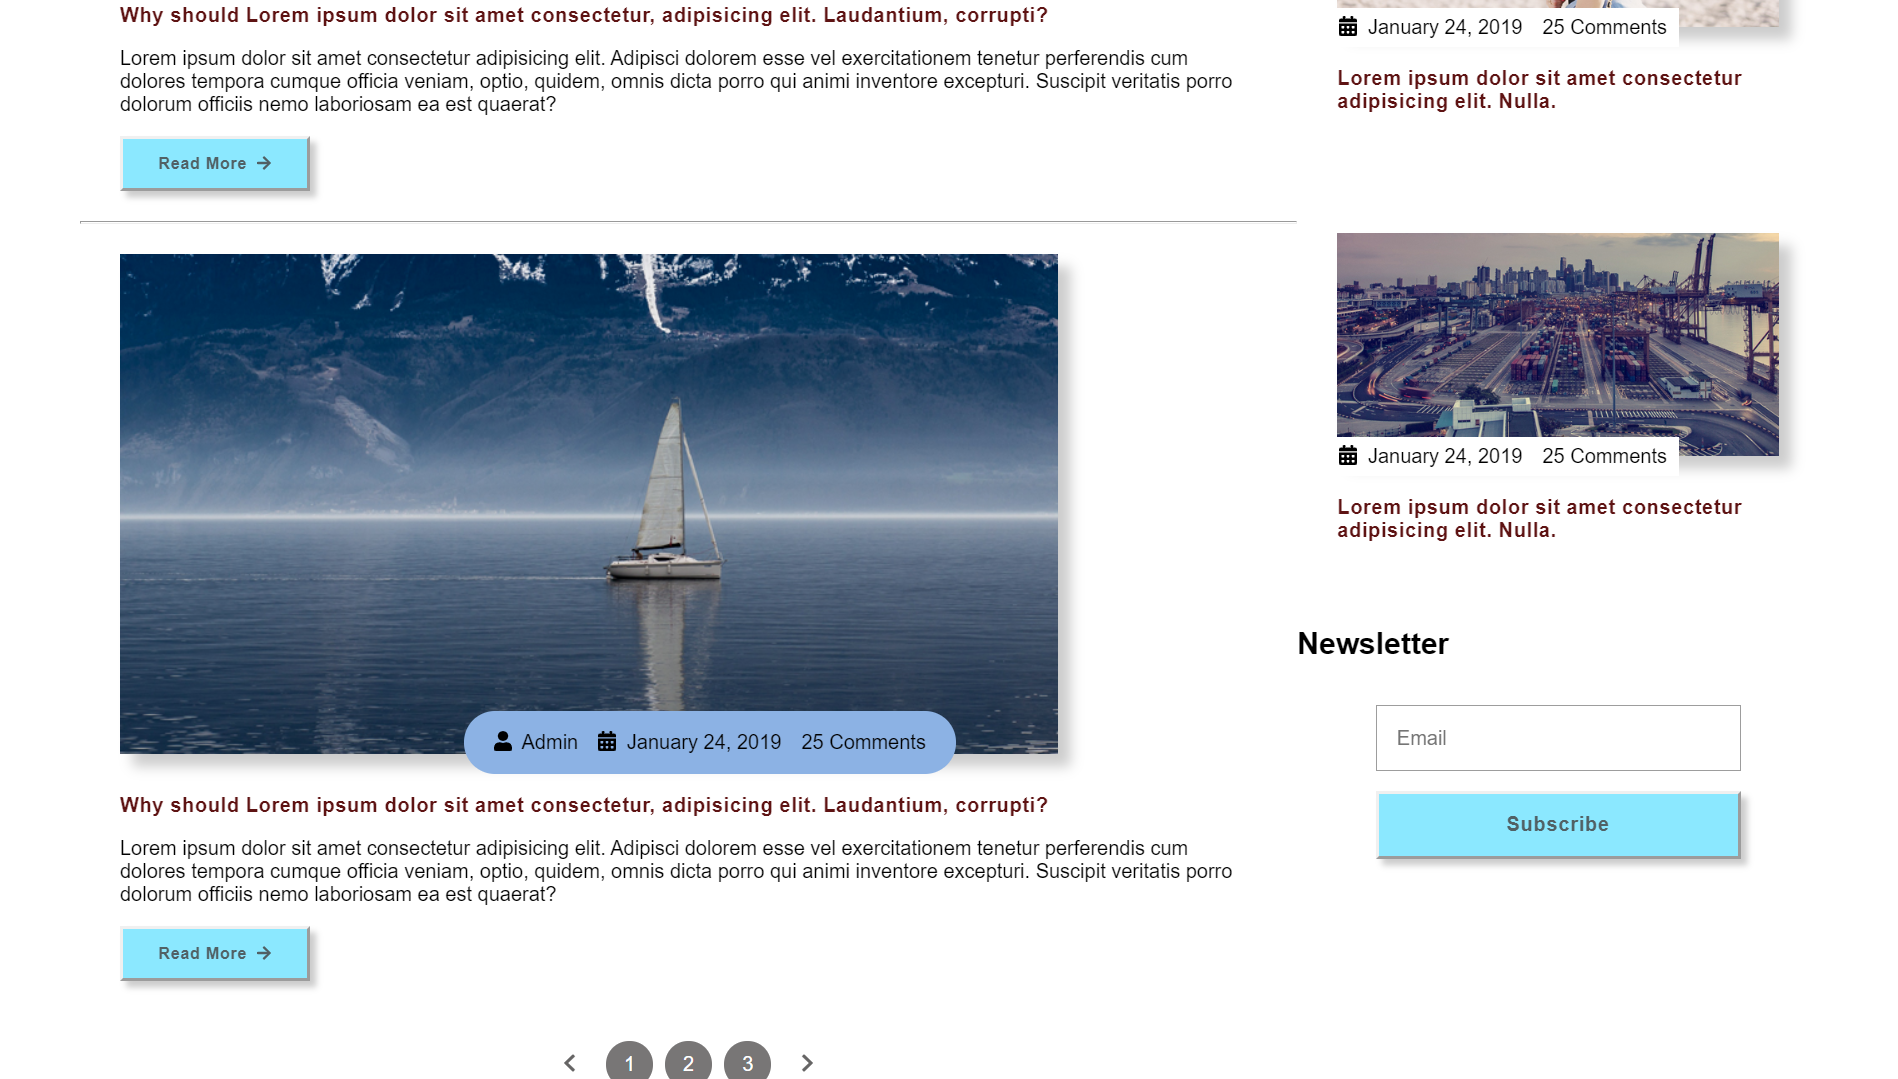 Why should Lorem ipsum dolor sit amet consectetur, adipisicing elit. Laudantium, corrupti?
Lorem ipsum dolor sit amet consectetur adipisicing elit. Adipisci dolorem esse vel exercitationem tenetur perferendis cum
dolores tempora cumque officia veniam, optio, quidem, omnis dicta porro qui animi inventore excepturi. Suscipit veritatis porro
dolorum officiis nemo laboriosam ea est quaerat?
Read More
Admin January 24, 2019 25 Comments
Why should Lorem ipsum dolor sit amet consectetur, adipisicing elit. Laudantium, corrupti?
Lorem ipsum dolor sit amet consectetur adipisicing elit. Adipisci dolorem esse vel exercitationem tenetur perferendis cum
dolores tempora cumque officia veniam, optio, quidem, omnis dicta porro qui animi inventore excepturi. Suscipit veritatis porro
dolorum officiis nemo laboriosam ea est quaerat?
Read More
1 2 3
January 24, 2019 25 Comments
Lorem ipsum dolor sit amet consectetur
adipisicing elit. Nulla.
January 24, 2019 25 Comments
Lorem ipsum dolor sit amet consectetur
adipisicing elit. Nulla.
Newsletter
Email
Subscribe